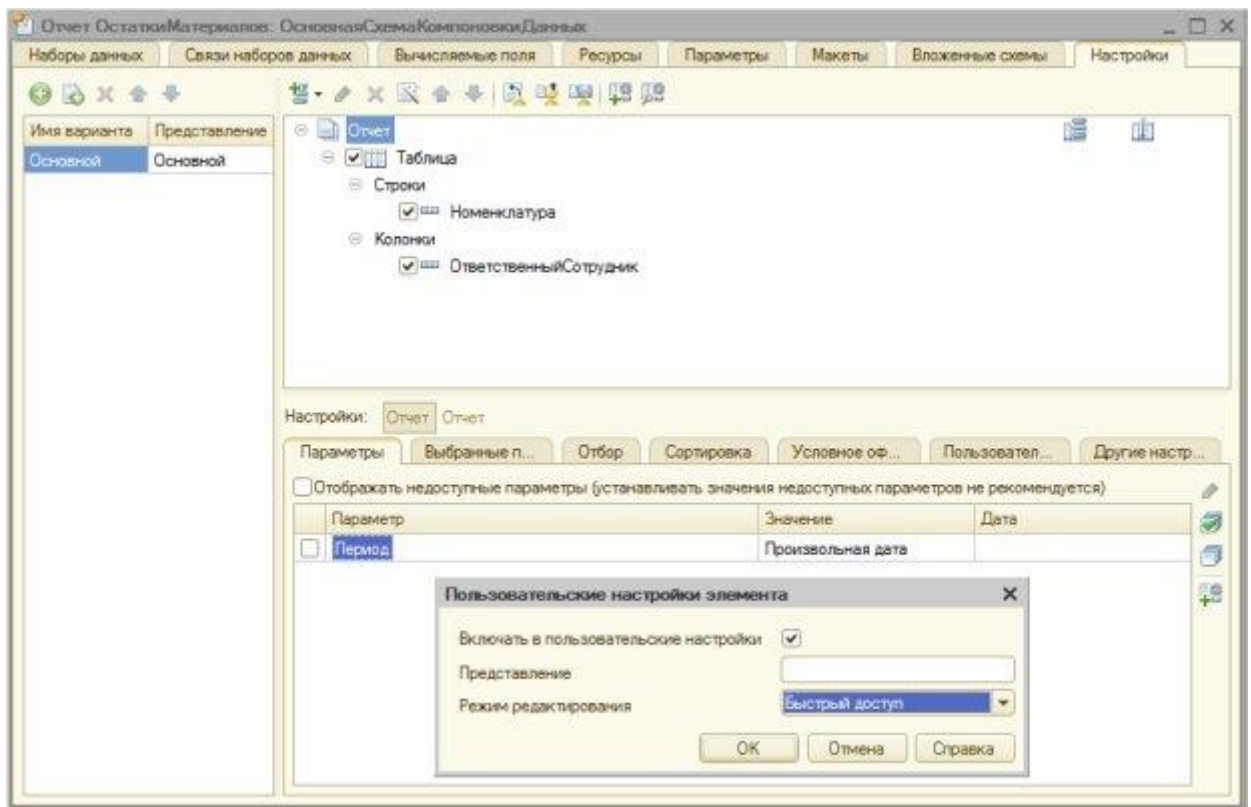 Отчет ОстаткиМатериалов: ОсновнаяСхемаКомпоновкиДанных
Наборы данных Связи наборов данных Вычисляемые поля Ресурсы Параметры Макеты Вложенные схемы Настройки
Имя варианта Представление
Основной Основной
Отчет
Таблица
Строки
Номенклатура
Колонки
ОтветственныйСотрудник
Настройки: Отчет Отчет
Параметры Выбранные п... Отбор Сортировка Условное оф... Пользовател... Другие настр...
Отображать недоступные параметры (устанавливать значения недоступных параметров не рекомендуется)
Параметр Значение Дата
Период Произвольная дата
Пользовательские настройки элемента
Включать в пользовательские настройки
Представление
Режим редактирования Быстрый доступ
ОК Отмена Справка